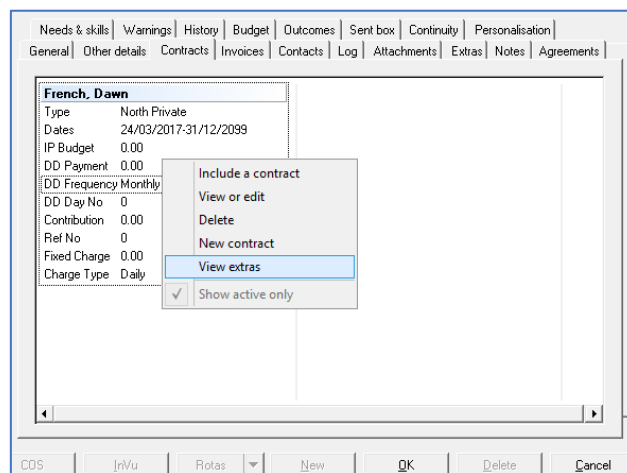 Needs & skills Warnings History Budget Outcomes Sent box Continuity Personalisation
General Other details Contracts Invoices Contacts Log Attachments Extras Notes Agreements
French, Dawn
Type North Private
Dates 24/03/2017-31/12/2099
IP Budget 0.00
DD Payment 0.00
DD Frequency Monthly
DD Day No 0
Contribution 0.00
Ref No 0
Fixed Charge 0.00
Charge Type Daily
Include a contract
View or edit
Delete
New contract
View extras
Show active only
COS InVu Rotas New OK Delete Cancel